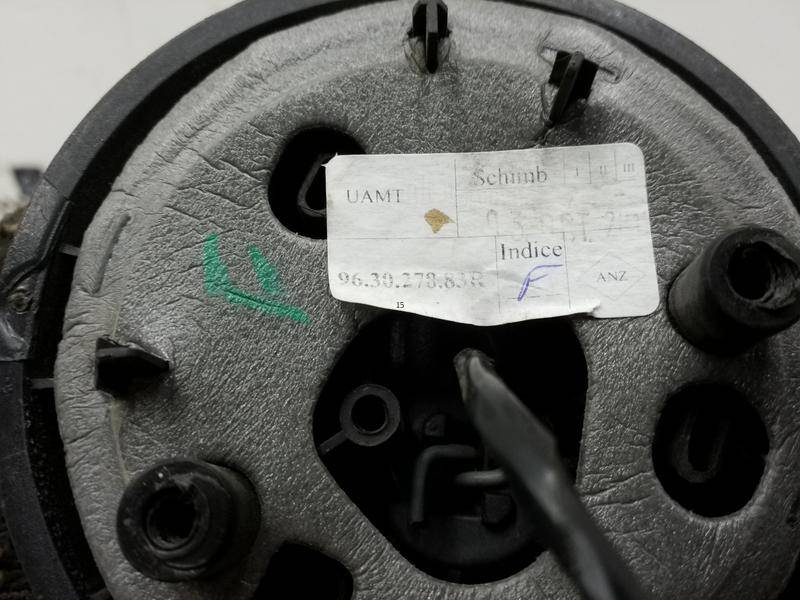 UAMT
Schimb
I II III
Indice
96.30.278.83R
F
ANZ
15